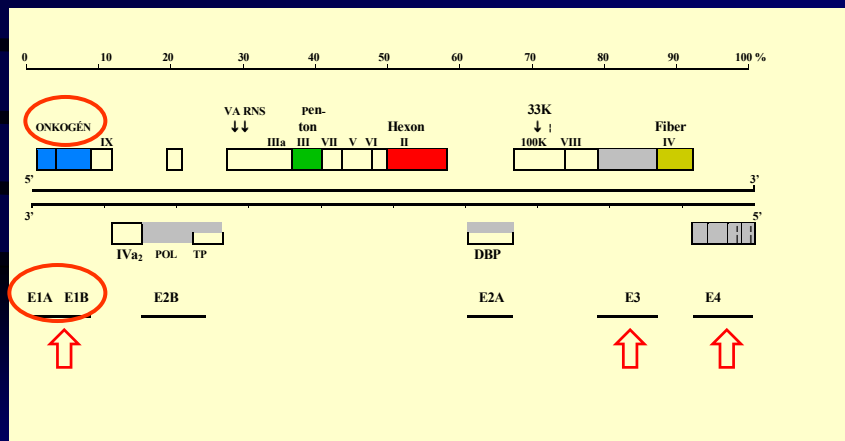 0 10 20 30 40 50 60 70 80 90 100 %
VA RNS Pen- 33K
ONKOGÉN ton Hexon Fiber
IX IIIa III VII V VI II 100K VIII IV
5’ 3’
3’ 5’
IVa₂ POL TP DBP
E1A E1B E2B E2A E3 E4